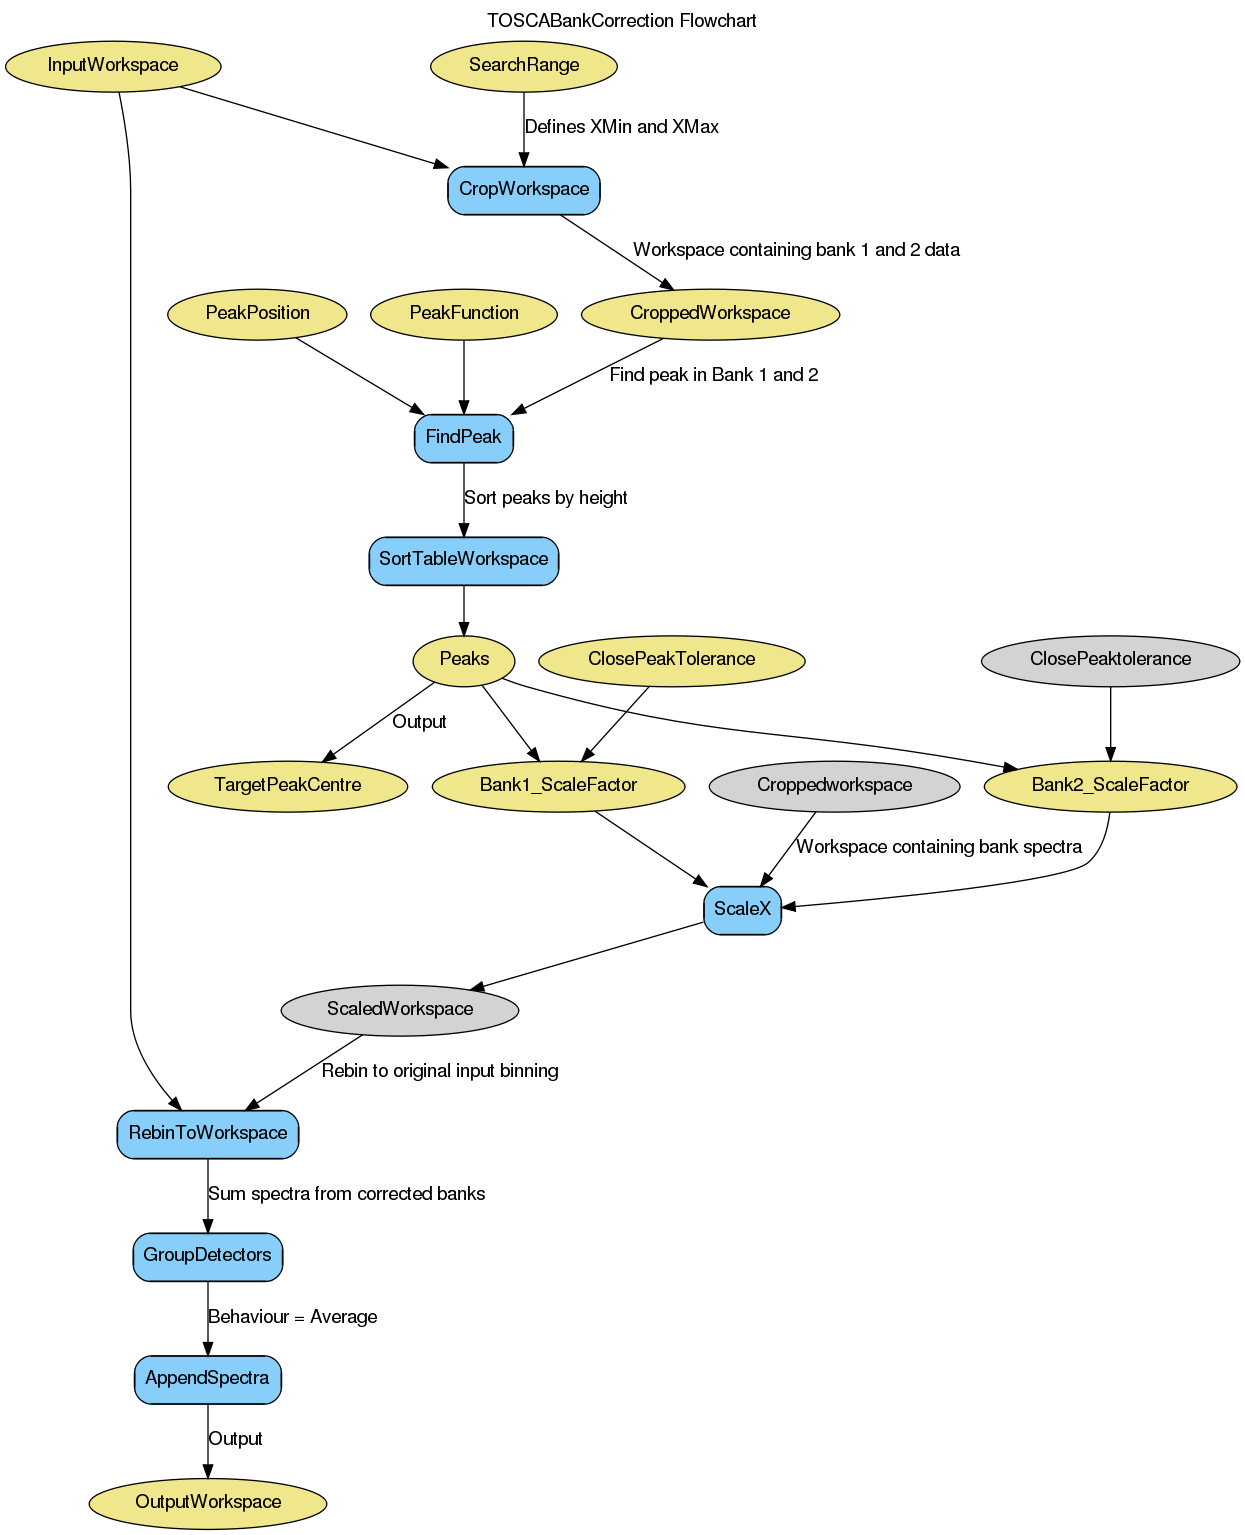 TOSCABankCorrection Flowchart
InputWorkspace
SearchRange
Defines XMin and XMax
CropWorkspace
Workspace containing bank 1 and 2 data
PeakPosition
PeakFunction
CroppedWorkspace
Find peak in Bank 1 and 2
FindPeak
Sort peaks by height
SortTableWorkspace
Peaks
ClosePeakTolerance
ClosePeaktolerance
Output
TargetPeakCentre
Bank1_ScaleFactor
Croppedworkspace
Bank2_ScaleFactor
Workspace containing bank spectra
ScaleX
ScaledWorkspace
Rebin to original input binning
RebinToWorkspace
Sum spectra from corrected banks
GroupDetectors
Behaviour = Average
AppendSpectra
Output
OutputWorkspace